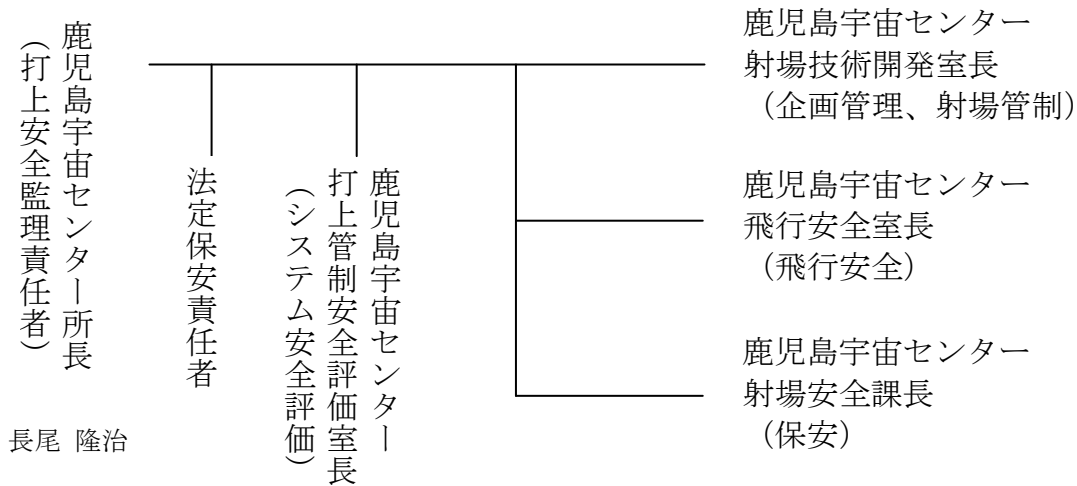 鹿児島宇宙センター所長
（打上安全監理責任者）
長尾 隆治
法定保安責任者
鹿児島宇宙センター
打上管制安全評価室長
（システム安全評価）
鹿児島宇宙センター
射場技術開発室長
（企画管理、射場管制）
鹿児島宇宙センター
飛行安全室長
（飛行安全）
鹿児島宇宙センター
射場安全課長
（保安）